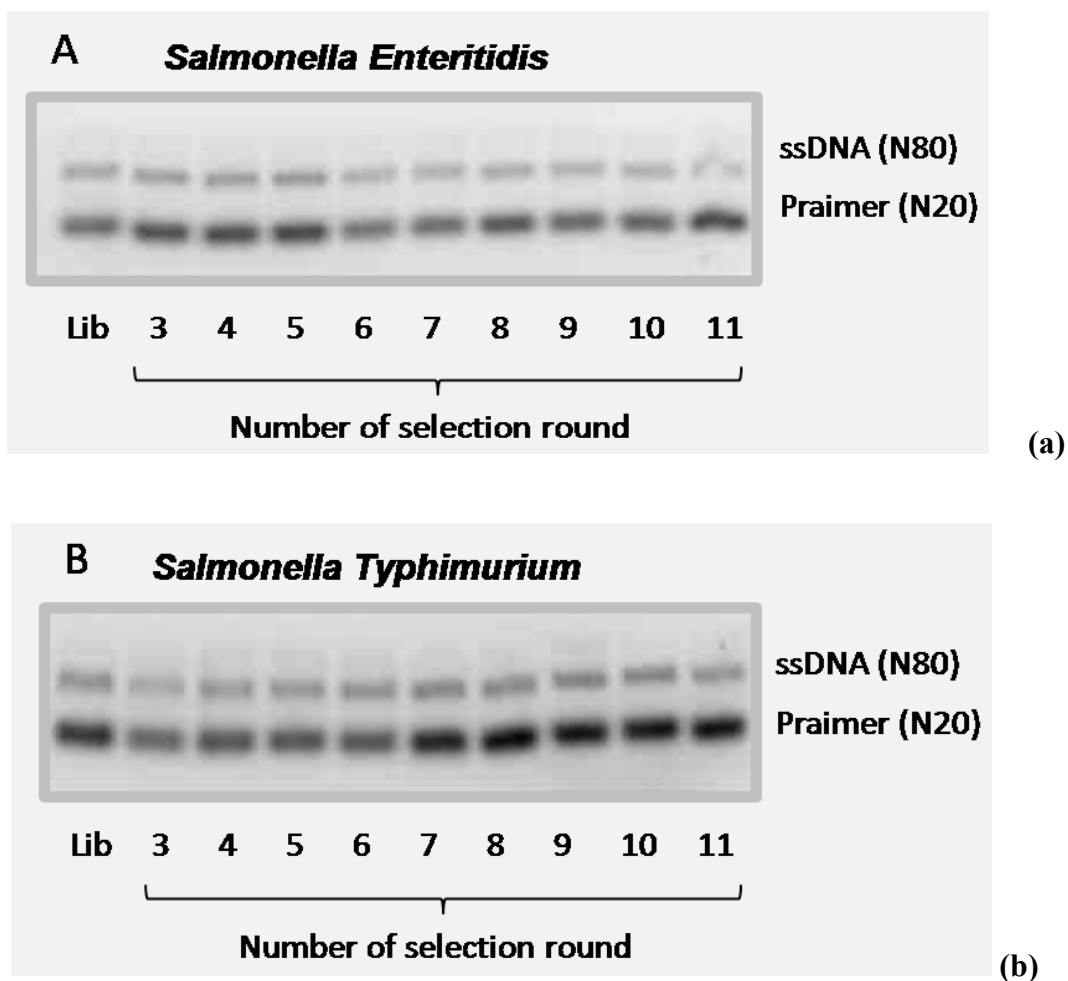 A Salmonella Enteritidis
ssDNA (N80)
Praimer (N20)
Lib 3 4 5 6 7 8 9 10 11
Number of selection round
(a)
B Salmonella Typhimurium
ssDNA (N80)
Praimer (N20)
Lib 3 4 5 6 7 8 9 10 11
Number of selection round
(b)